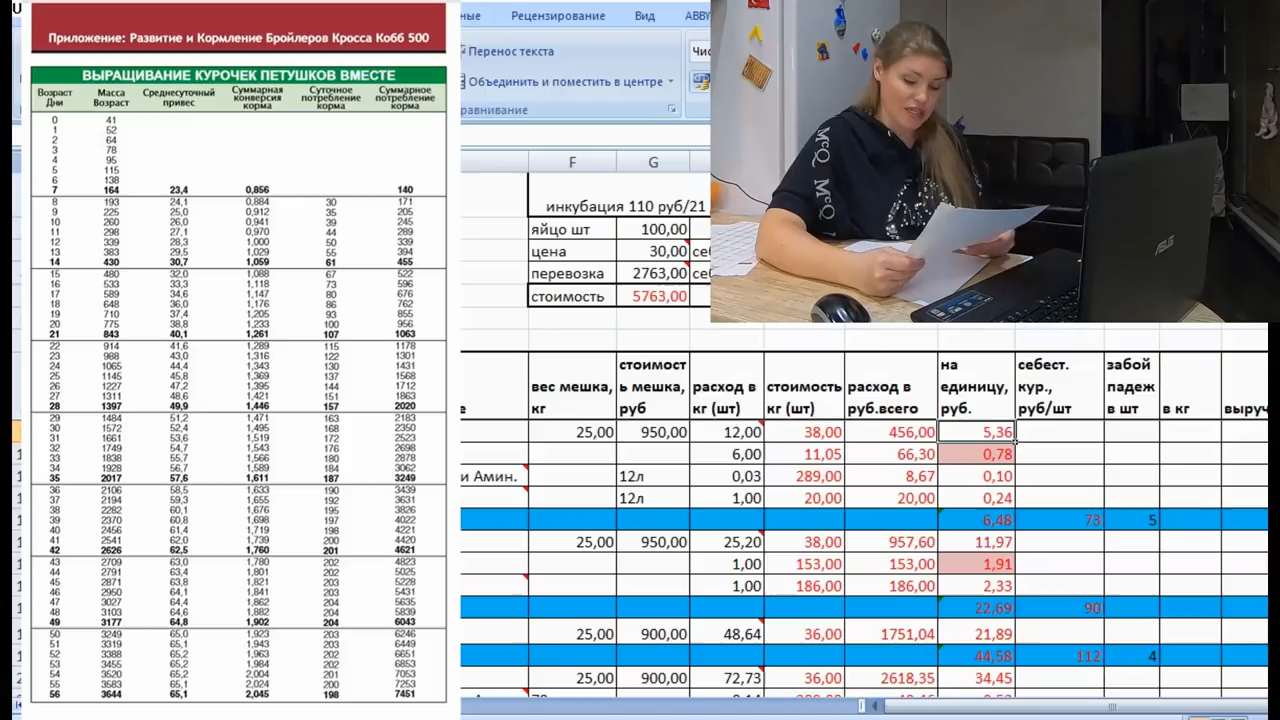 Приложение: Развитие и Кормление Бройлеров Кросса Кобб 500
ВЫРАЩИВАНИЕ КУРОЧЕК ПЕТУШКОВ ВМЕСТЕ
Возраст Дни Масса Возраст Среднесуточный привес Суммарная конверсия корма Суточное потребление корма Суммарное потребление корма
0 41
1 52
2 64
3 78
4 95
5 115
6 138
7 164 23,4 0,856 140
8 193 24,1 0,884 30 171
9 225 25,0 0,912 35 205
10 260 26,0 0,941 39 245
11 298 27,1 0,970 44 289
12 339 28,3 1,000 50 339
13 383 29,5 1,029 55 394
14 430 30,7 1,059 61 455
15 480 32,0 1,088 67 522
16 533 33,3 1,118 73 596
17 589 34,6 1,147 80 676
18 648 36,0 1,176 86 762
19 710 37,4 1,205 93 855
20 775 38,8 1,233 100 956
21 843 40,1 1,261 107 1063
22 914 41,6 1,289 115 1178
23 988 43,0 1,316 122 1301
24 1065 44,4 1,343 130 1431
25 1145 45,8 1,369 137 1568
26 1227 47,2 1,395 144 1712
27 1311 48,6 1,421 151 1863
28 1397 49,9 1,446 157 2020
29 1484 51,2 1,471 163 2183
30 1572 52,4 1,495 168 2350
31 1661 53,6 1,519 172 2523
32 1749 54,7 1,543 176 2698
33 1838 55,7 1,566 180 2878
34 1928 56,7 1,589 184 3062
35 2017 57,6 1,611 187 3249
36 2106 58,5 1,633 190 3439
37 2194 59,3 1,655 192 3631
38 2282 60,1 1,676 195 3826
39 2370 60,8 1,698 197 4022
40 2456 61,4 1,719 198 4221
41 2541 62,0 1,739 200 4420
42 2626 62,5 1,760 201 4621
43 2709 63,0 1,780 202 4823
44 2791 63,4 1,801 202 5025
45 2871 63,8 1,821 203 5228
46 2950 64,1 1,841 203 5431
47 3027 64,4 1,862 204 5635
48 3103 64,6 1,882 204 5839
49 3177 64,8 1,902 204 6043
50 3249 65,0 1,923 203 6246
51 3319 65,1 1,943 203 6449
52 3388 65,2 1,963 202 6651
53 3455 65,2 1,984 202 6853
54 3520 65,2 2,004 201 7053
55 3583 65,1 2,024 200 7253
56 3644 65,1 2,045 198 7451
ные Рецензирование Вид ABBY
Перенос текста Чис
Объединить и поместить в центре
равнивание
F G
инкубация 110 руб/21
яйцо шт 100,00
цена 30,00 се
перевозка 2763,00 се
стоимость 5763,00
McQ
McQ
ASUS
вес мешка, кг стоимост ь мешка, руб расход в кг (шт) стоимость кг (шт) расход в руб.всего на единицу, руб. себест. кур., руб/шт забой падеж в шт в кг выруч
25,00 950,00 12,00 38,00 456,00 5,36
6,00 11,05 66,30 0,78
и Амин. 12л 0,03 289,00 8,67 0,10
12л 1,00 20,00 20,00 0,24
6,48 73 5
25,00 950,00 25,20 38,00 957,60 11,97
1,00 153,00 153,00 1,91
1,00 186,00 186,00 2,33
22,69 90
25,00 900,00 48,64 36,00 1751,04 21,89
44,58 112 4
25,00 900,00 72,73 36,00 2618,35 34,45